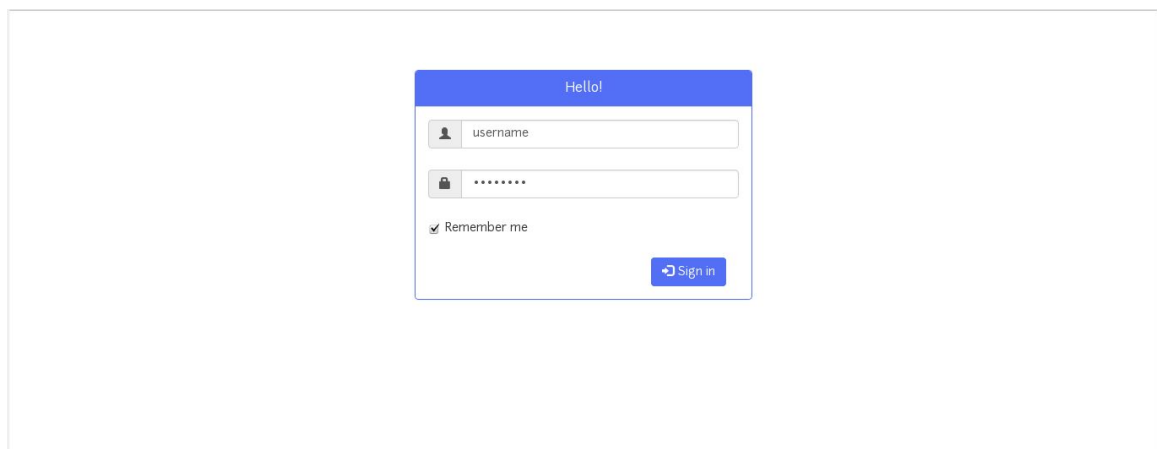 Hello!
username
••••••••
Remember me
Sign in